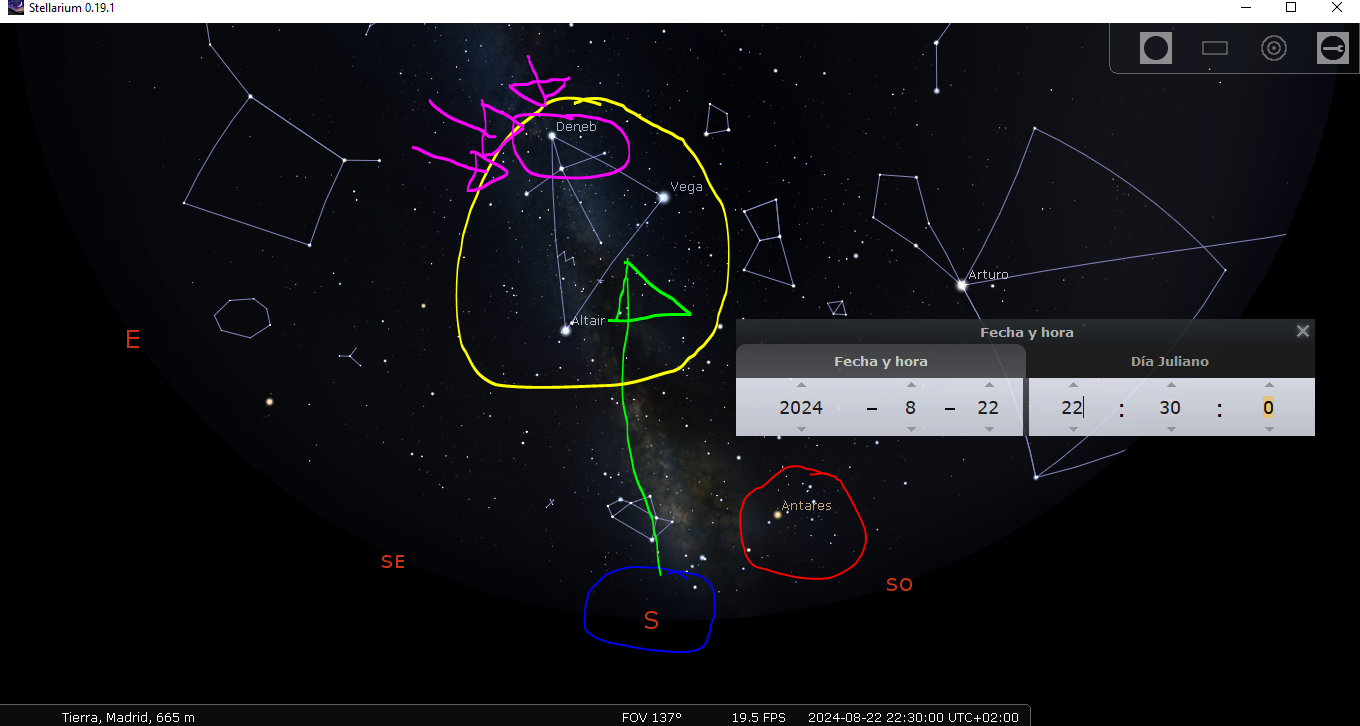 Stellarium 0.19.1
Deneb
Vega
Arturo
Altair
E
Fecha y hora
Fecha y hora Día Juliano
2024 – 8 – 22 22 : 30 : 0
Antares
SE
SO
S
Tierra, Madrid, 665 m FOV 137° 19.5 FPS 2024-08-22 22:30:00 UTC+02:00